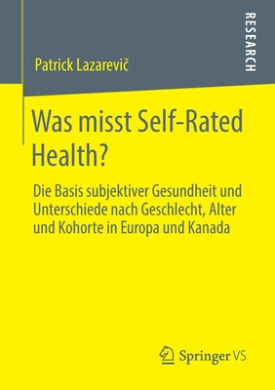 RESEARCH
Patrick Lazarevič
Was misst Self-Rated
Health?
Die Basis subjektiver Gesundheit und
Unterschiede nach Geschlecht, Alter
und Kohorte in Europa und Kanada
Springer VS